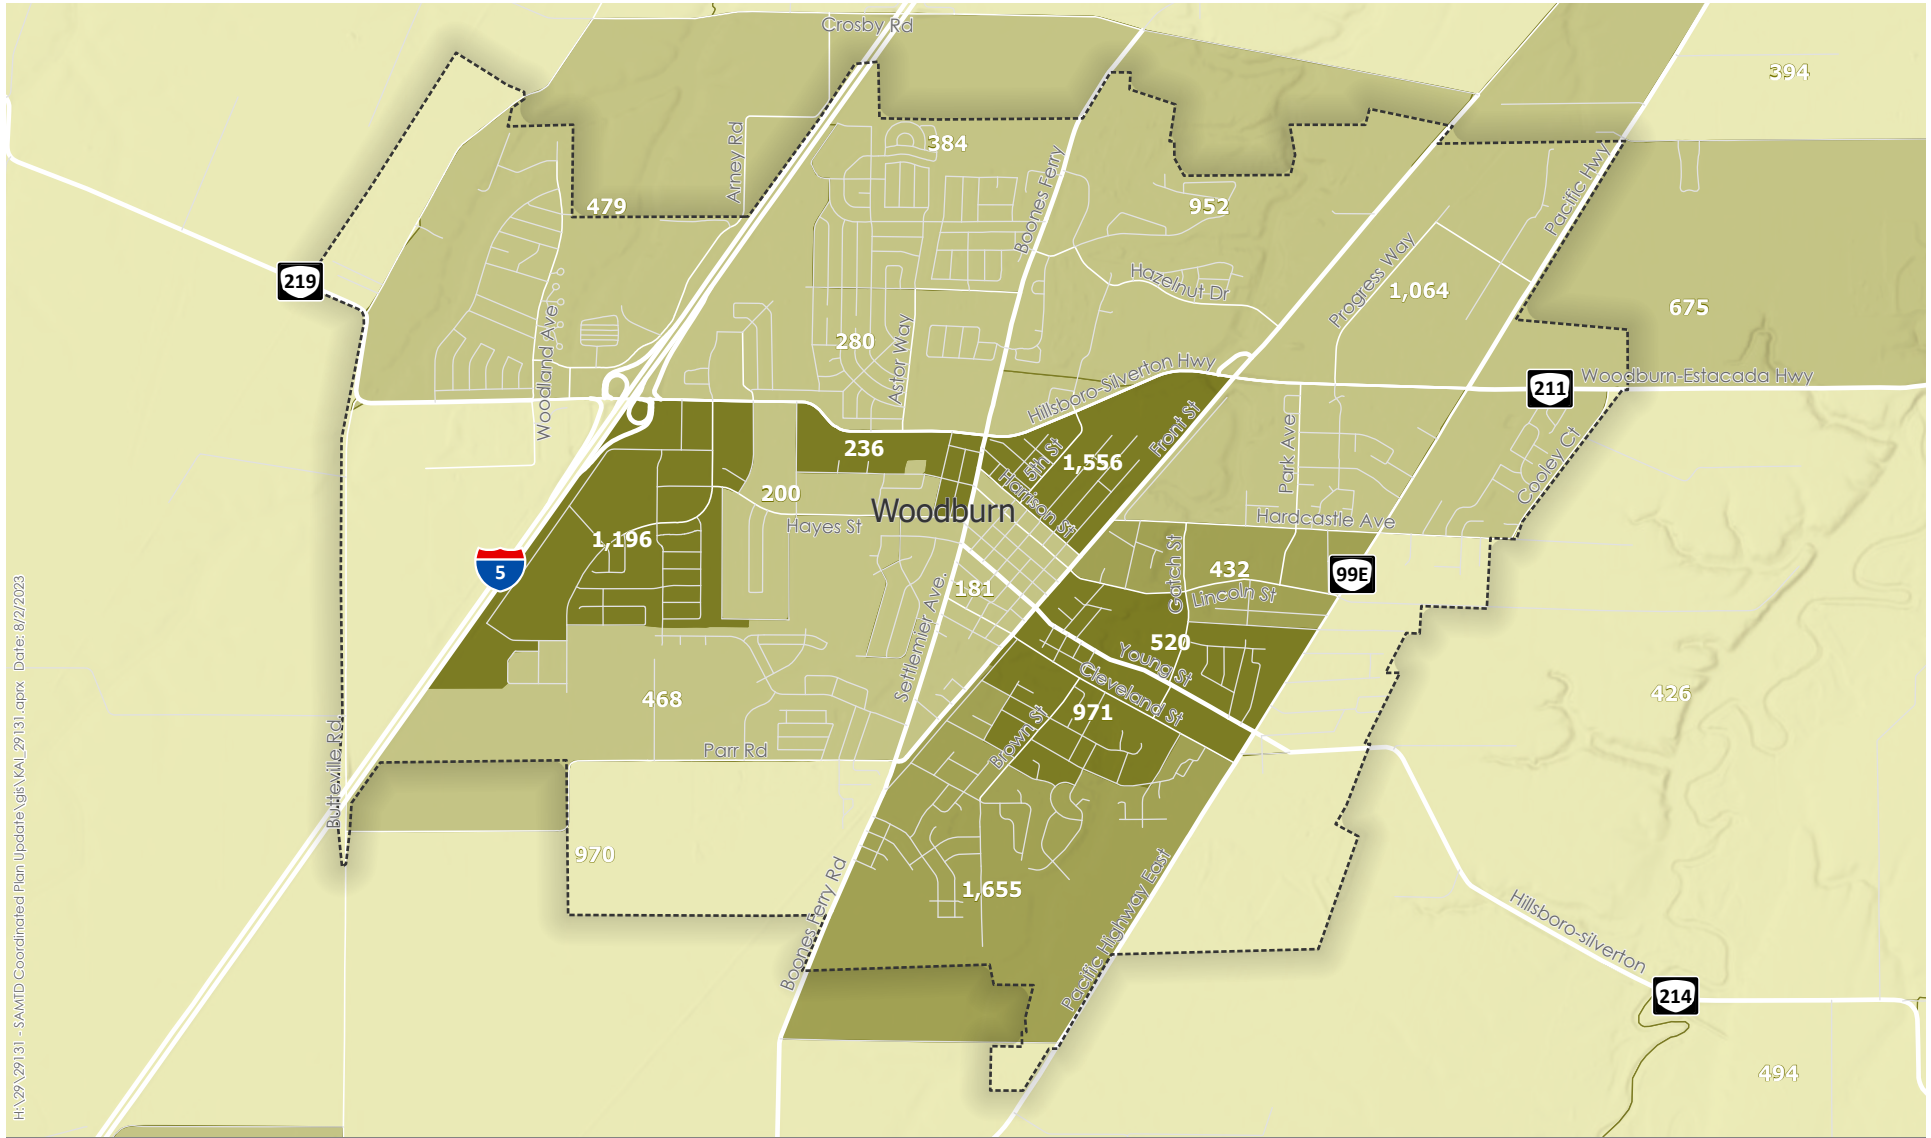 Crosby Rd
394
Arney Rd
384
Boones Ferry
479
952
Pacific Hwy
219
Hazelnut Dr
Progress Way
1,064
675
Woodland Ave
280
Astor Way
Hillsboro-Silverton Hwy
211
Woodburn-Estacada Hwy
236
5th St
1,556
Front St
Park Ave
Cooley Ct
200
Harrison St
Woodburn
Hayes St
Hardcastle Ave
1,196
5
181
Gatch St
432
99E
Lincoln St
Settlemier Ave.
520
Young St
Cleveland St
468
971
426
Brown St
Parr Rd
Butteville Rd
970
1,655
Boones Ferry Rd
Pacific Highway East
Hillsboro-silverton
214
494
H:\29\29131 - SAMTD Coordinated Plan Update\gis\KAI_29131.aprx Date: 8/2/2023